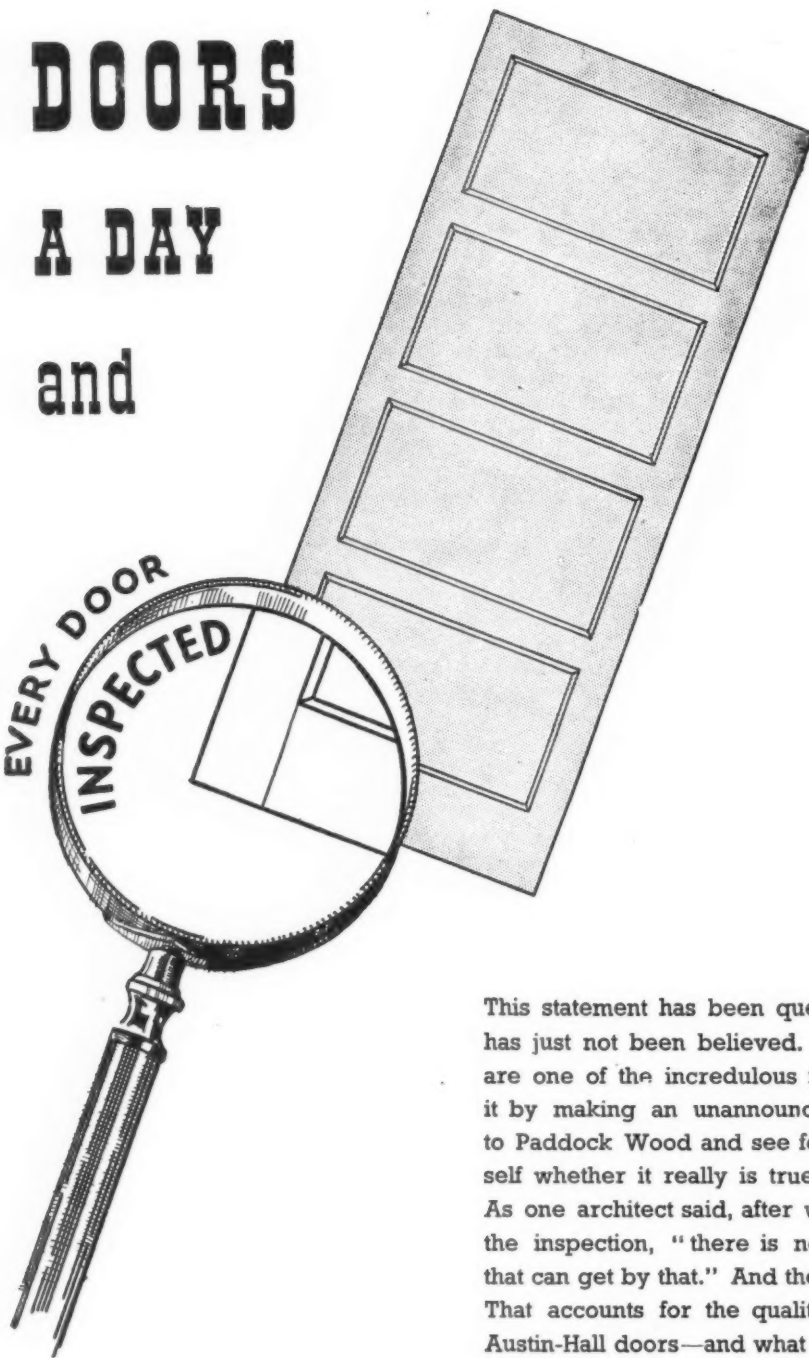 DOORS
A DAY
and
EVERY DOOR
INSPECTED
This statement has been que
has just not been believed.
are one of the incredulous
it by making an unannounc
to Paddock Wood and see f
self whether it really is true
As one architect said, after
the inspection, "there is n
that can get by that." And the
That accounts for the qualit
Austin-Hall doors—and what